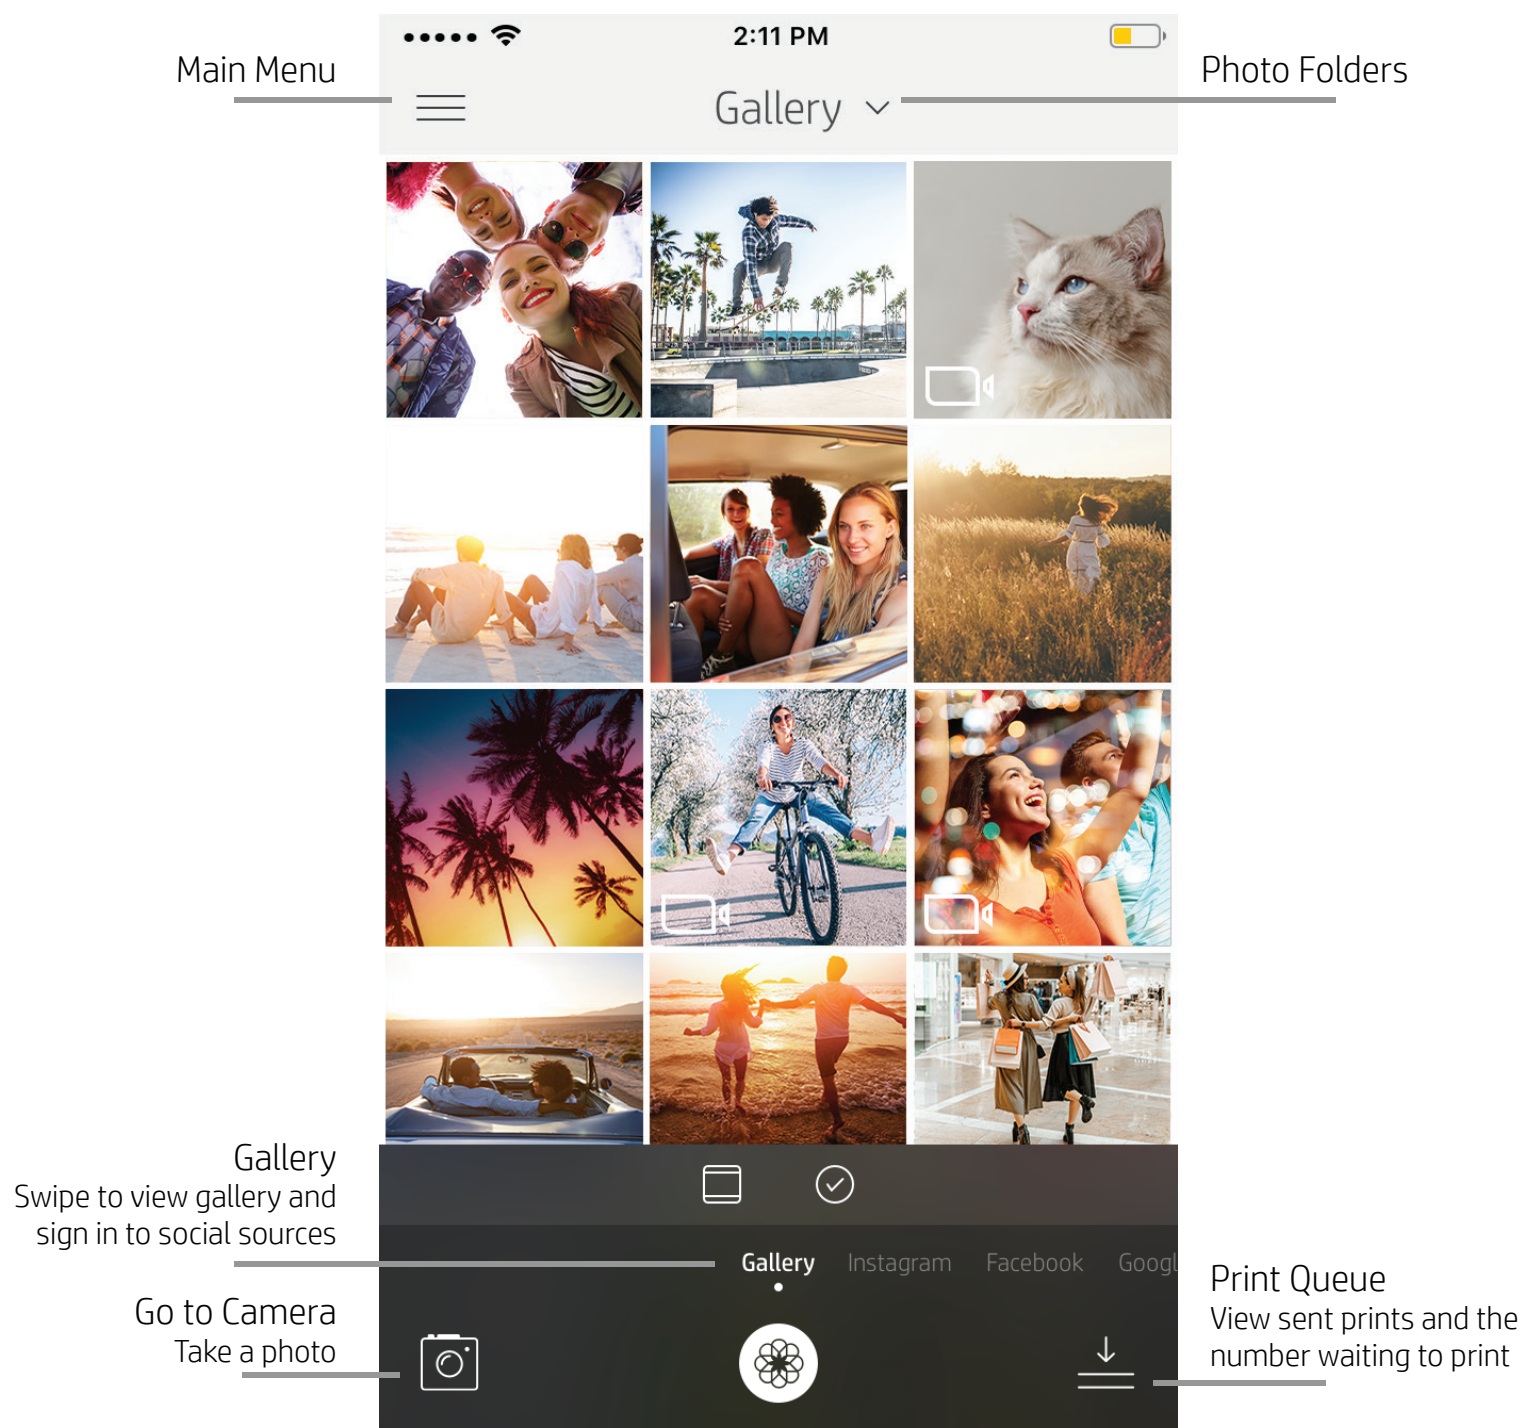 2:11 PM
Main Menu
Photo Folders
Gallery
Gallery
Swipe to view gallery and
sign in to social sources
Gallery Instagram Facebook Googl
Go to Camera
Take a photo
Print Queue
View sent prints and the
number waiting to print